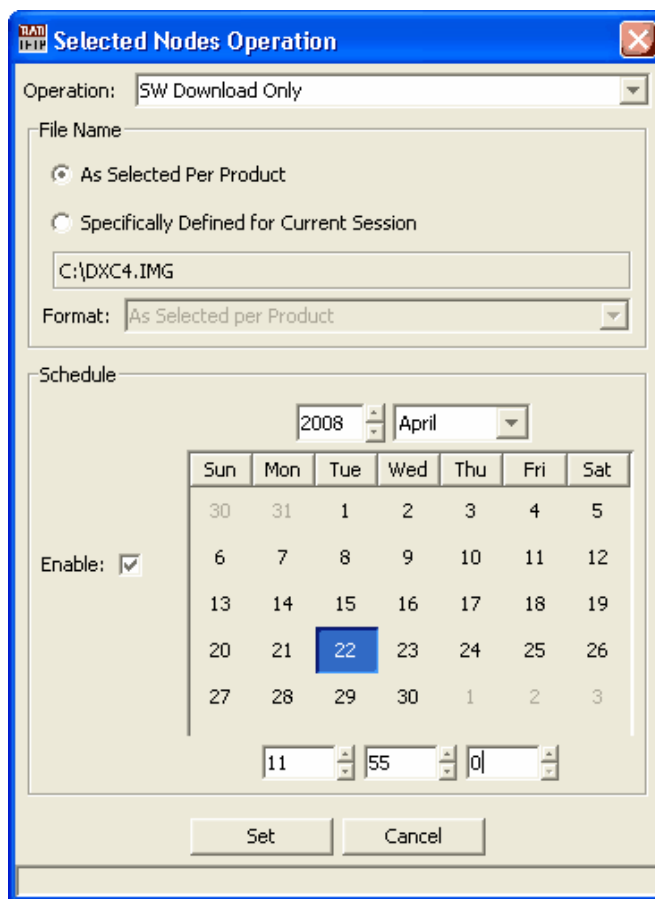 RAD
TFTP
Selected Nodes Operation
Operation: SW Download Only
File Name
As Selected Per Product
Specifically Defined for Current Session
C:\DXC4.IMG
Format: As Selected per Product
Schedule
2008 April
Sun Mon Tue Wed Thu Fri Sat
30 31 1 2 3 4 5
Enable: 6 7 8 9 10 11 12
13 14 15 16 17 18 19
20 21 22 23 24 25 26
27 28 29 30 1 2 3
11 55 0
Set Cancel